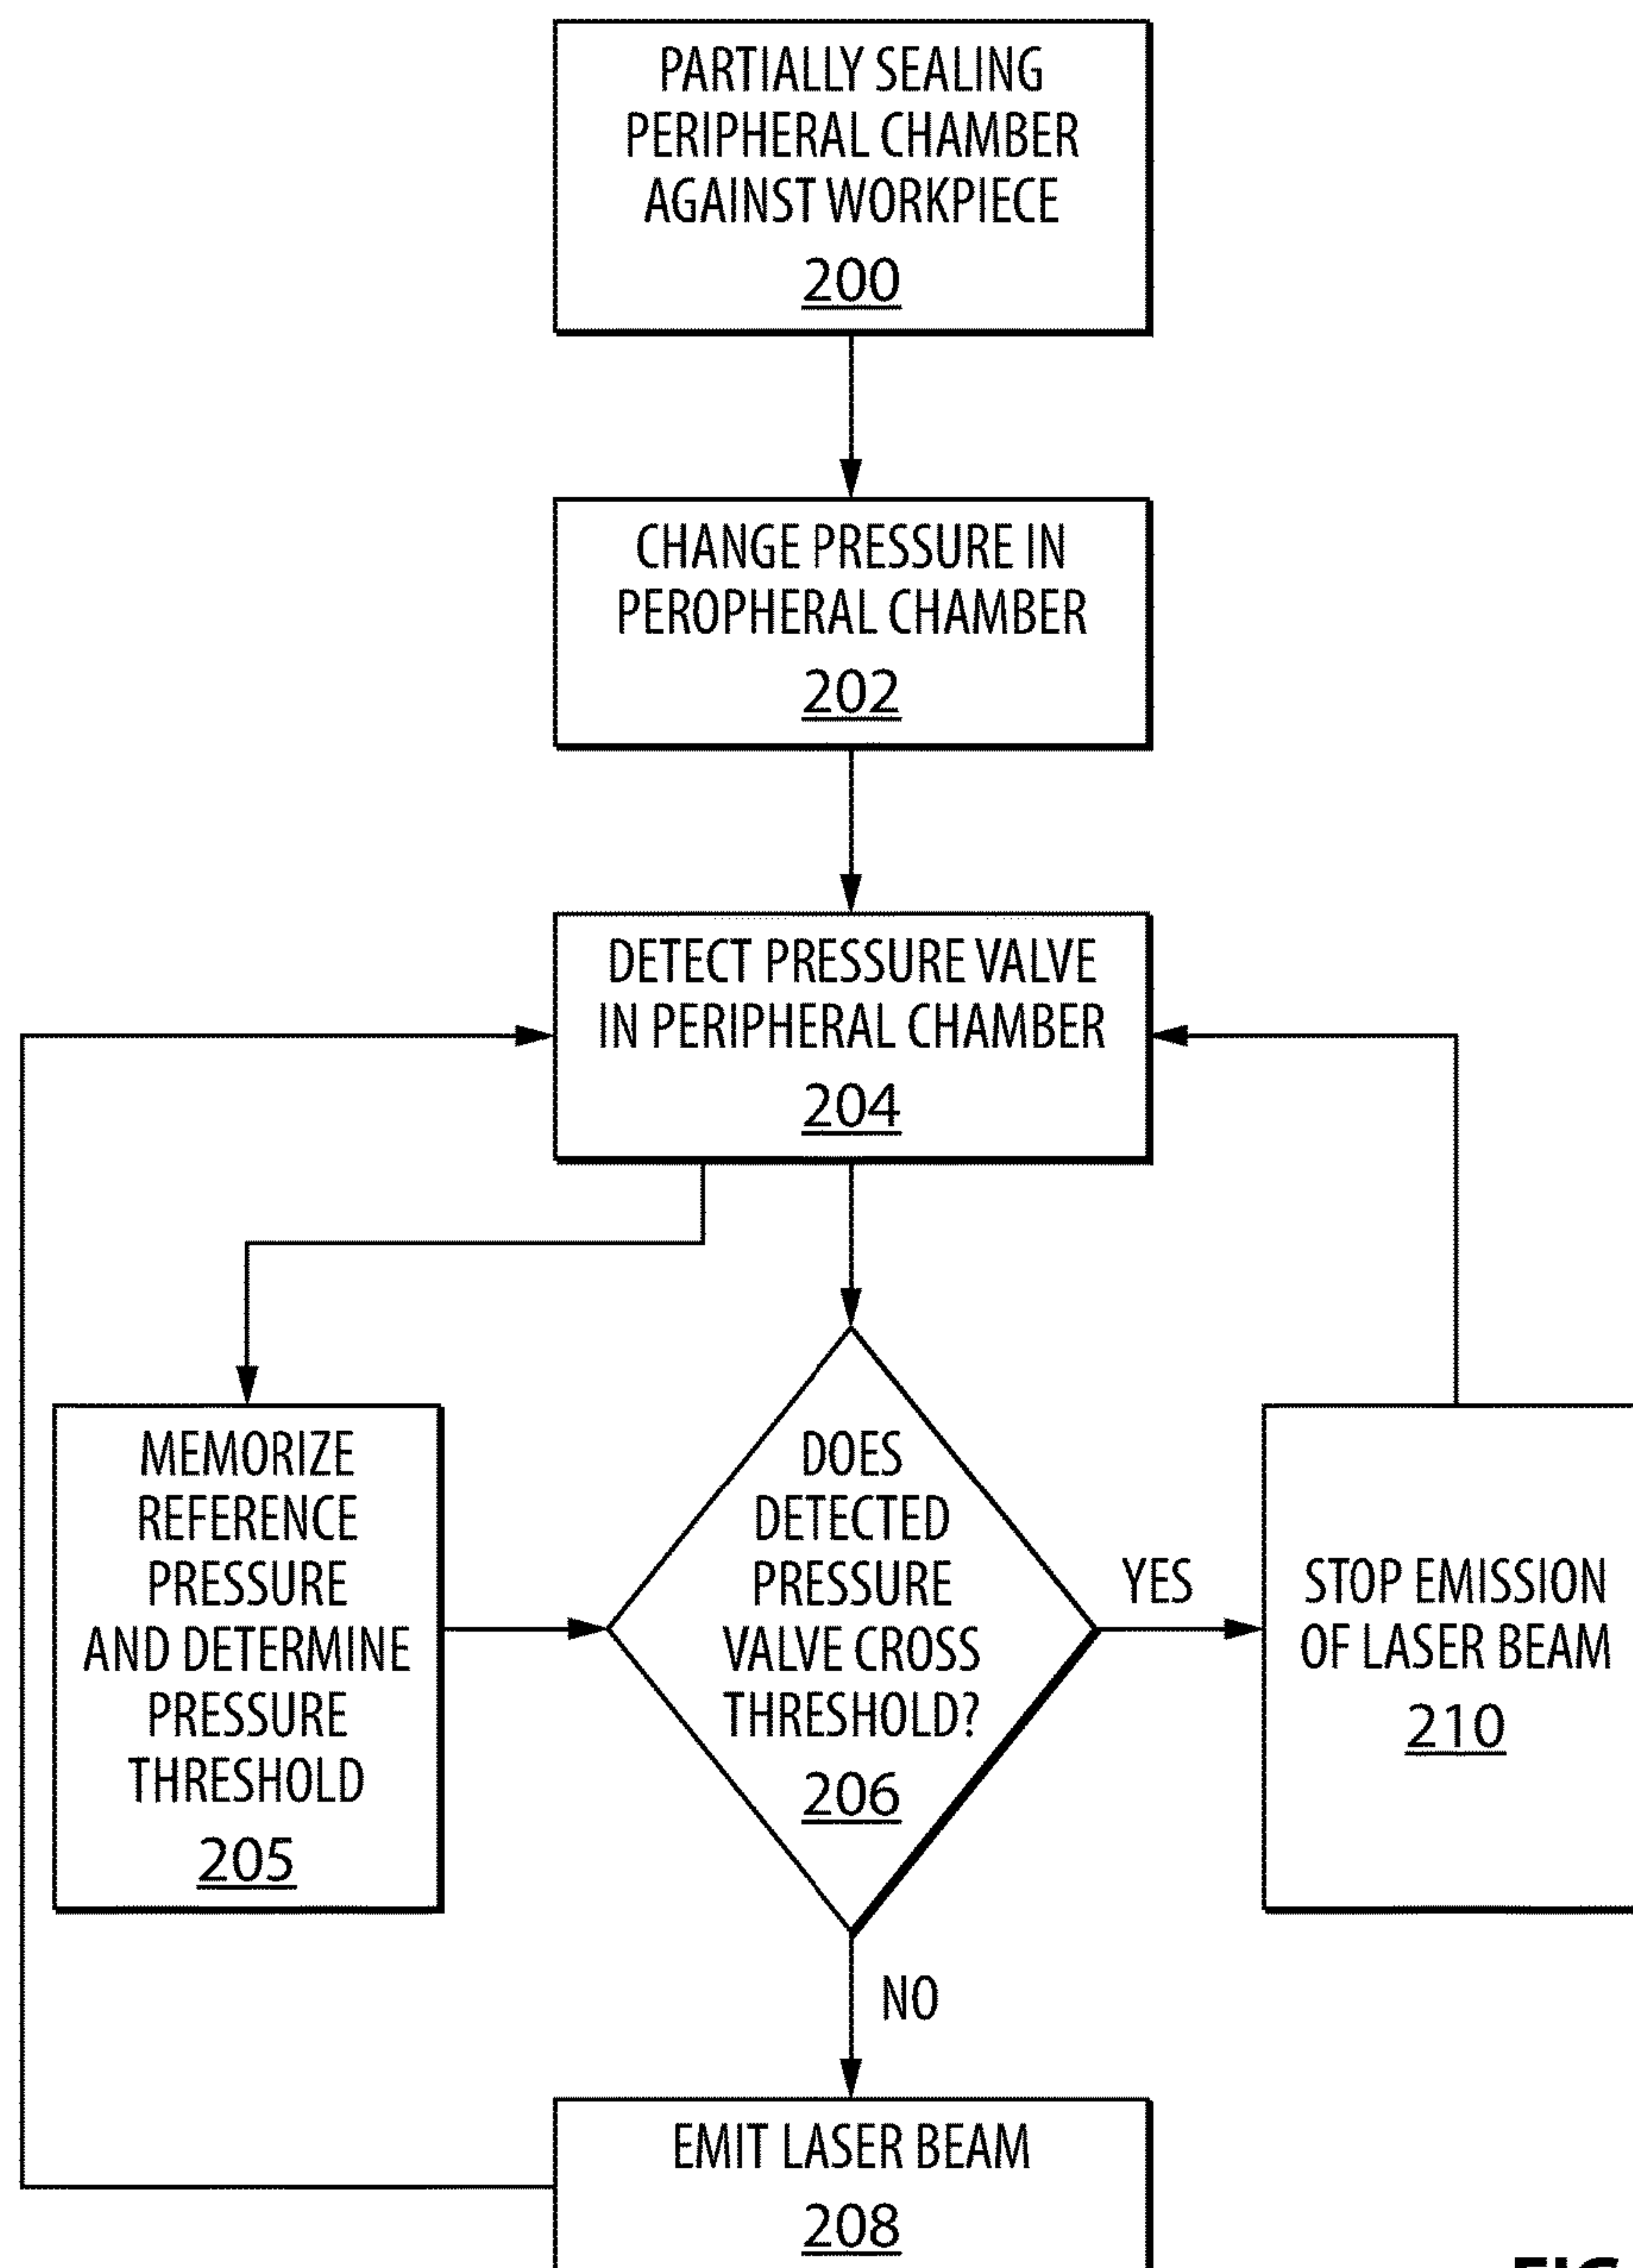 PARTIALLY SEALING
PERIPHERAL CHAMBER
AGAINST WORKPIECE
200
CHANGE PRESSURE IN
PEROPHERAL CHAMBER
202
DETECT PRESSURE VALVE
IN PERIPHERAL CHAMBER
204
MEMORIZE
REFERENCE
PRESSURE
AND DETERMINE
PRESSURE
THRESHOLD
205
DOES
DETECTED
PRESSURE
VALVE CROSS
THRESHOLD?
206
YES
STOP EMISSION
OF LASER BEAM
210
NO
EMIT LASER BEAM
208